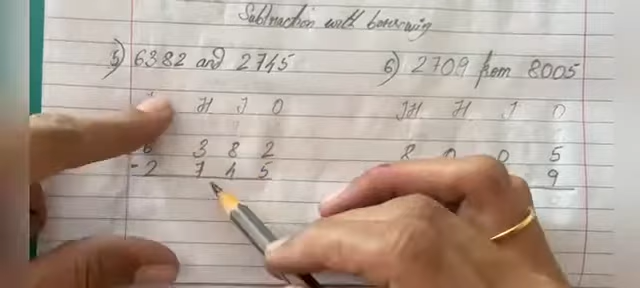 Subtraction with borrowing
5) 6382 and 2745
6) 2709 from 8005
H T O
TH H T O
6 3 8 2
- 2 7 4 5
8 0 0 5
9